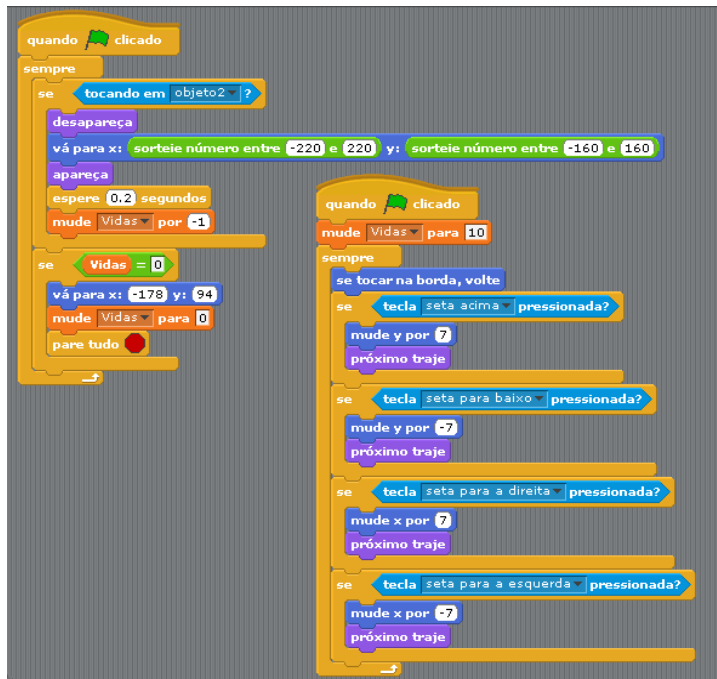 quando clicado
sempre
se tocando em objeto2 ?
desapareça
vá para x: sorteie número entre -220 e 220 y: sorteie número entre -160 e 160
apareça
espere 0.2 segundos
mude Vidas por -1
se Vidas = 0
vá para x: -178 y: 94
mude Vidas para 0
pare tudo
quando clicado
mude Vidas para 10
sempre
se tocar na borda, volte
se tecla seta acima pressionada?
mude y por 7
próximo traje
se tecla seta para baixo pressionada?
mude y por -7
próximo traje
se tecla seta para a direita pressionada?
mude x por 7
próximo traje
se tecla seta para a esquerda pressionada?
mude x por -7
próximo traje